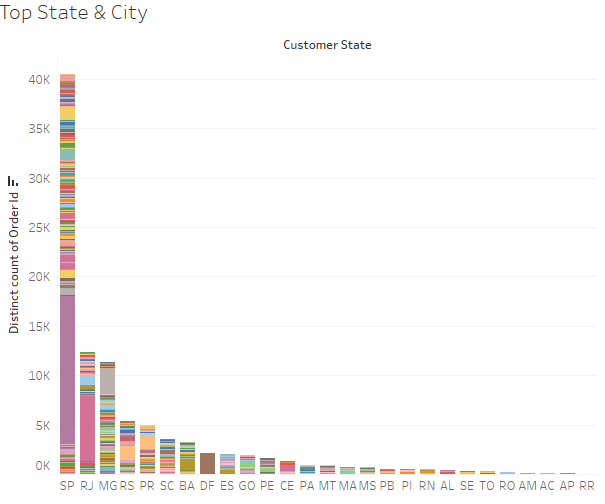 Top State & City
Customer State
Distinct count of Order Id
40K
35K
30K
25K
20K
15K
10K
5K
0K
SP RJ MG RS PR SC BA DF ES GO PE CE PA MT MA MS PB PI RN AL SE TO RO AM AC AP RR